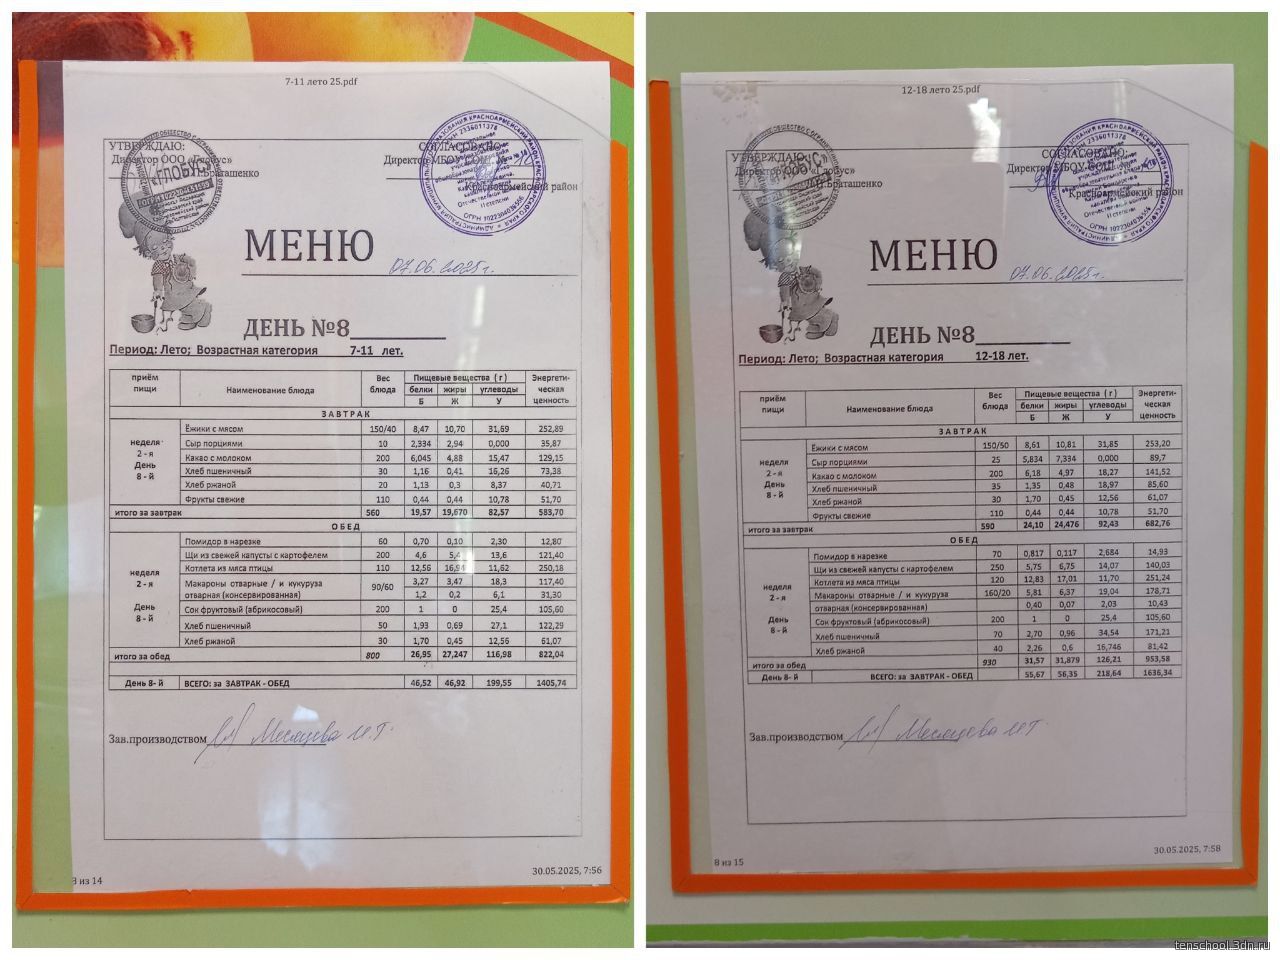 7-11 лето 25.pdf
УТВЕРЖДАЮ:
Директор ООО «Глобус»
Браташенко
«ГЛОБУС»
СОГЛАСОВАНО:
Директор МБОУ СОШ №
Красноармейский район
МЕНЮ
07.06.2025г.
ДЕНЬ №8
Период: Лето; Возрастная категория 7-11 лет.
приём пищи Наименование блюда Вес блюда Пищевые вещества ( г ) Энергети-ческая ценность
белки жиры углеводы
Б Ж У
ЗАВТРАК
неделя 2 - я День 8 - й
Ёжики с мясом 150/40 8,47 10,70 31,69 252,89
Сыр порциями 10 2,334 2,94 0,000 35,87
Какао с молоком 200 6,045 4,88 15,47 129,15
Хлеб пшеничный 30 1,16 0,41 16,26 73,38
Хлеб ржаной 20 1,13 0,3 8,37 40,71
Фрукты свежие 110 0,44 0,44 10,78 51,70
итого за завтрак 560 19,57 19,670 82,57 583,70
ОБЕД
неделя 2 - я День 8 - й
Помидор в нарезке 60 0,70 0,10 2,30 12,80
Щи из свежей капусты с картофелем 200 4,6 5,4 13,6 121,40
Котлета из мяса птицы 110 12,56 16,94 11,62 250,18
Макароны отварные / и кукуруза 90/60 3,27 3,47 18,3 117,40
отварная (консервированная) 1,2 0,2 6,1 31,30
Сок фруктовый (абрикосовый) 200 1 0 25,4 105,60
Хлеб пшеничный 50 1,93 0,69 27,1 122,29
Хлеб ржаной 30 1,70 0,45 12,56 61,07
итого за обед 800 26,95 27,247 116,98 822,04
День 8- й ВСЕГО: за ЗАВТРАК - ОБЕД 46,52 46,92 199,55 1405,74
Зав.производством Месяцева И.Г.
8 из 14
30.05.2025, 7:56
12-18 лето 25.pdf
УТВЕРЖДАЮ:
Директор ООО «Глобус»
Браташенко
СОГЛАСОВАНО:
Директор МБОУ СОШ №
Красноармейский район
МЕНЮ
07.06.2025г.
ДЕНЬ №8
Период: Лето; Возрастная категория 12-18 лет.
приём пищи Наименование блюда Вес блюда Пищевые вещества ( г ) Энергети-ческая ценность
белки жиры углеводы
Б Ж У
ЗАВТРАК
неделя 2 - я День 8 - й
Ёжики с мясом 150/50 8,61 10,81 31,85 253,20
Сыр порциями 25 5,834 7,334 0,000 89,7
Какао с молоком 200 6,18 4,97 18,27 141,52
Хлеб пшеничный 35 1,35 0,48 18,97 85,60
Хлеб ржаной 30 1,70 0,45 12,56 61,07
Фрукты свежие 110 0,44 0,44 10,78 51,70
итого за завтрак 590 24,10 24,476 92,43 682,76
ОБЕД
неделя 2 - я День 8 - й
Помидор в нарезке 70 0,817 0,117 2,684 14,93
Щи из свежей капусты с картофелем 250 5,75 6,75 14,07 140,03
Котлета из мяса птицы 120 12,83 17,01 11,70 251,24
Макароны отварные / и кукуруза 160/20 5,81 6,37 19,04 178,71
отварная (консервированная) 0,40 0,07 2,03 10,43
Сок фруктовый (абрикосовый) 200 1 0 25,4 105,60
Хлеб пшеничный 70 2,70 0,96 34,54 171,21
Хлеб ржаной 40 2,26 0,6 16,746 81,42
итого за обед 930 31,57 31,879 126,21 953,58
День 8- й ВСЕГО: за ЗАВТРАК - ОБЕД 55,67 56,35 218,64 1636,34
Зав.производством Месяцева И.Г.
8 из 15
30.05.2025, 7:58
tenschool.3dn.ru